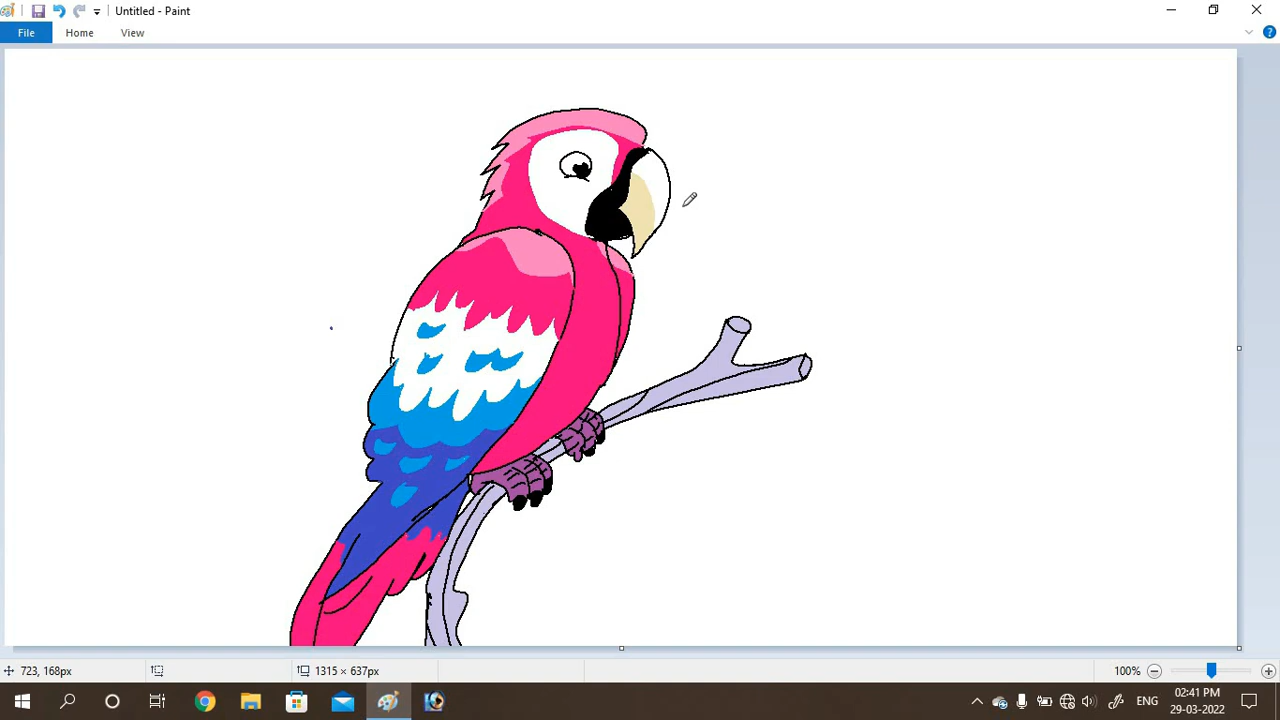 Untitled - Paint
File Home View
723, 168px 1315 × 637px 100%
ENG 02:41 PM
29-03-2022